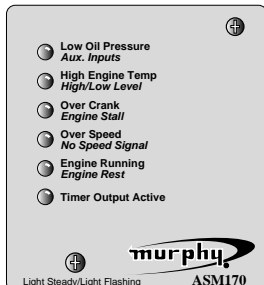 Low Oil Pressure
Aux. Inputs
High Engine Temp
High/Low Level
Over Crank
Engine Stall
Over Speed
No Speed Signal
Engine Running
Engine Rest
Timer Output Active
murphy
Light Steady/Light Flashing
ASM170